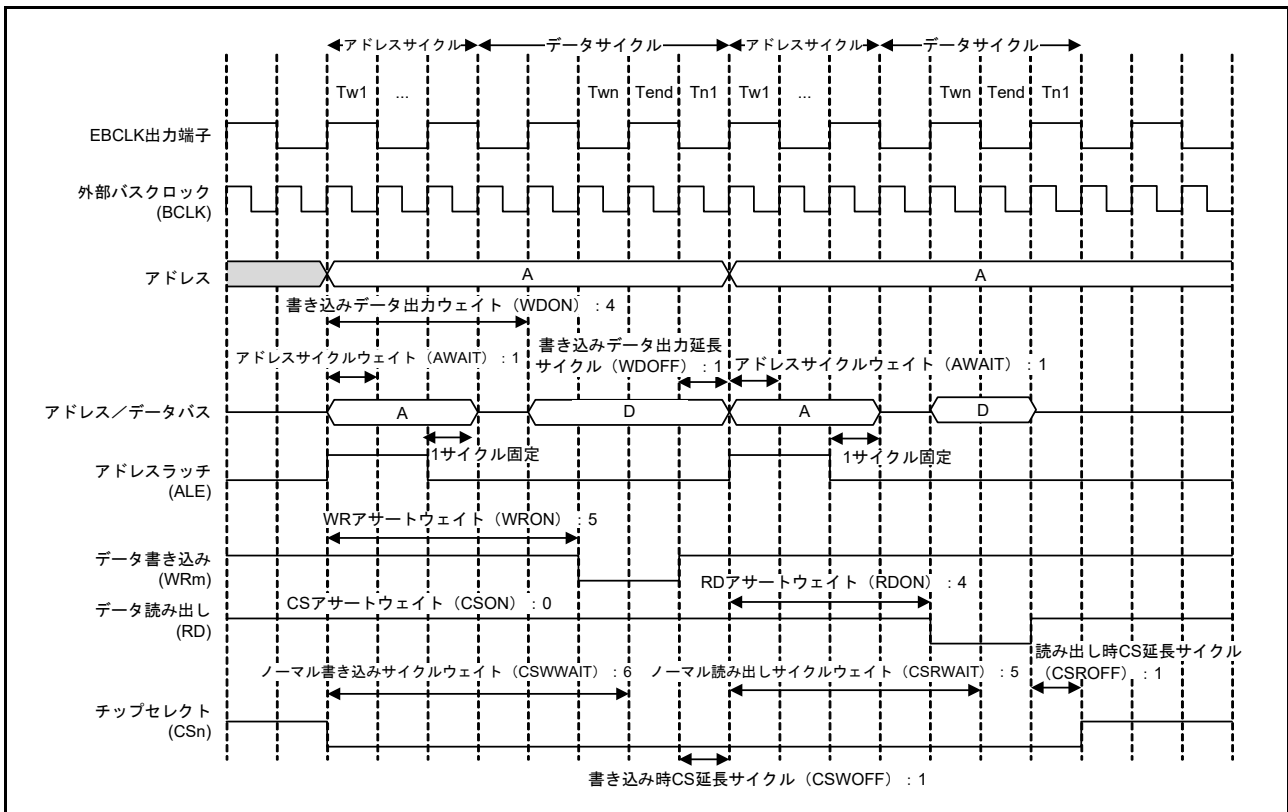 アドレスサイクル データサイクル アドレスサイクル データサイクル
Tw1 ... Twn Tend Tn1 Tw1 ... Twn Tend Tn1
EBCLK出力端子
外部バスクロック
(BCLK)
アドレス A A
書き込みデータ出力ウェイト（WDON）：4
アドレスサイクルウェイト（AWAIT）：1
書き込みデータ出力延長
サイクル（WDOFF）：1
アドレスサイクルウェイト（AWAIT）：1
アドレス／データバス A D A D
1サイクル固定 1サイクル固定
アドレスラッチ
(ALE)
WRアサートウェイト（WRON）：5
データ書き込み
(WRm)
RDアサートウェイト（RDON）：4
CSアサートウェイト（CSON）：0
データ読み出し
(RD)
ノーマル書き込みサイクルウェイト（CSWWAIT）：6
ノーマル読み出しサイクルウェイト（CSRWAIT）：5
読み出し時CS延長サイクル
（CSROFF）：1
チップセレクト
(CSn)
書き込み時CS延長サイクル（CSWOFF）：1